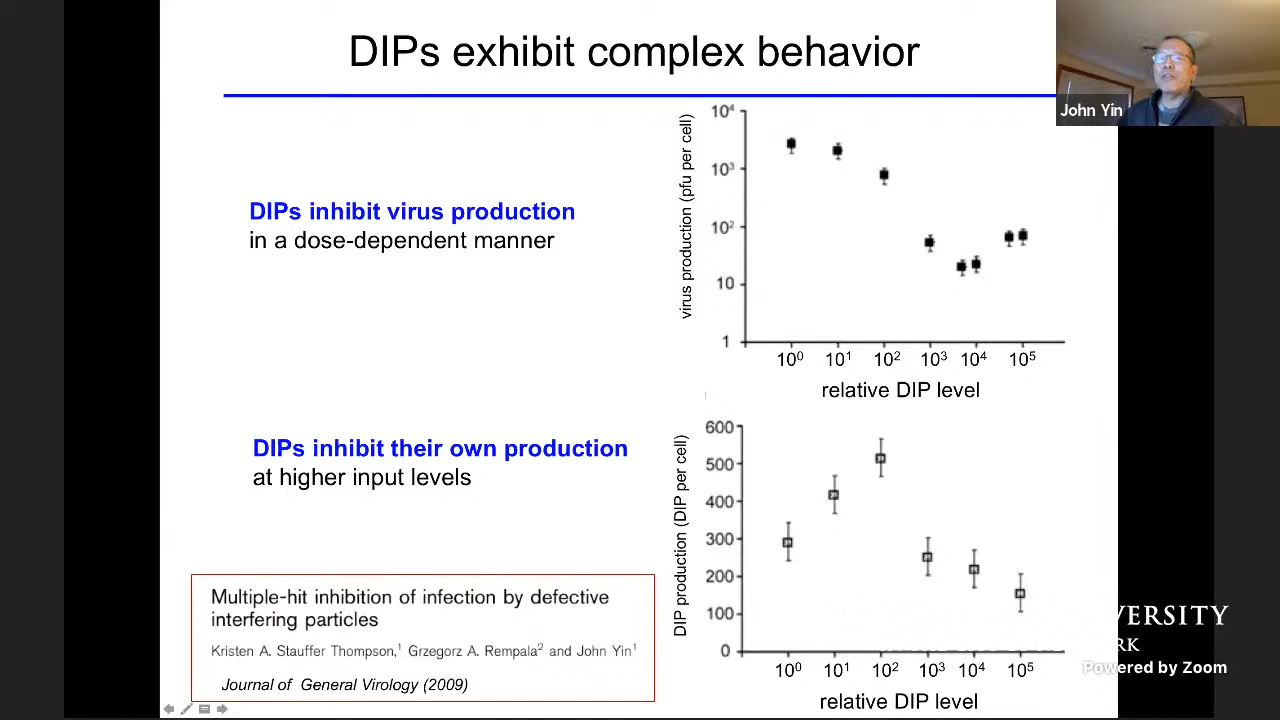 DIPs exhibit complex behavior
John Yin
DIPs inhibit virus production
in a dose-dependent manner
virus production (pfu per cell)
10⁴
10³
10²
10
1
10⁰ 10¹ 10² 10³ 10⁴ 10⁵
relative DIP level
DIPs inhibit their own production
at higher input levels
DIP production (DIP per cell)
600
500
400
300
200
100
0
10⁰ 10¹ 10² 10³ 10⁴ 10⁵
relative DIP level
Multiple-hit inhibition of infection by defective
interfering particles
Kristen A. Stauffer Thompson,¹ Grzegorz A. Rempala² and John Yin¹
Journal of General Virology (2009)
VERSITY
RK
Powered by Zoom